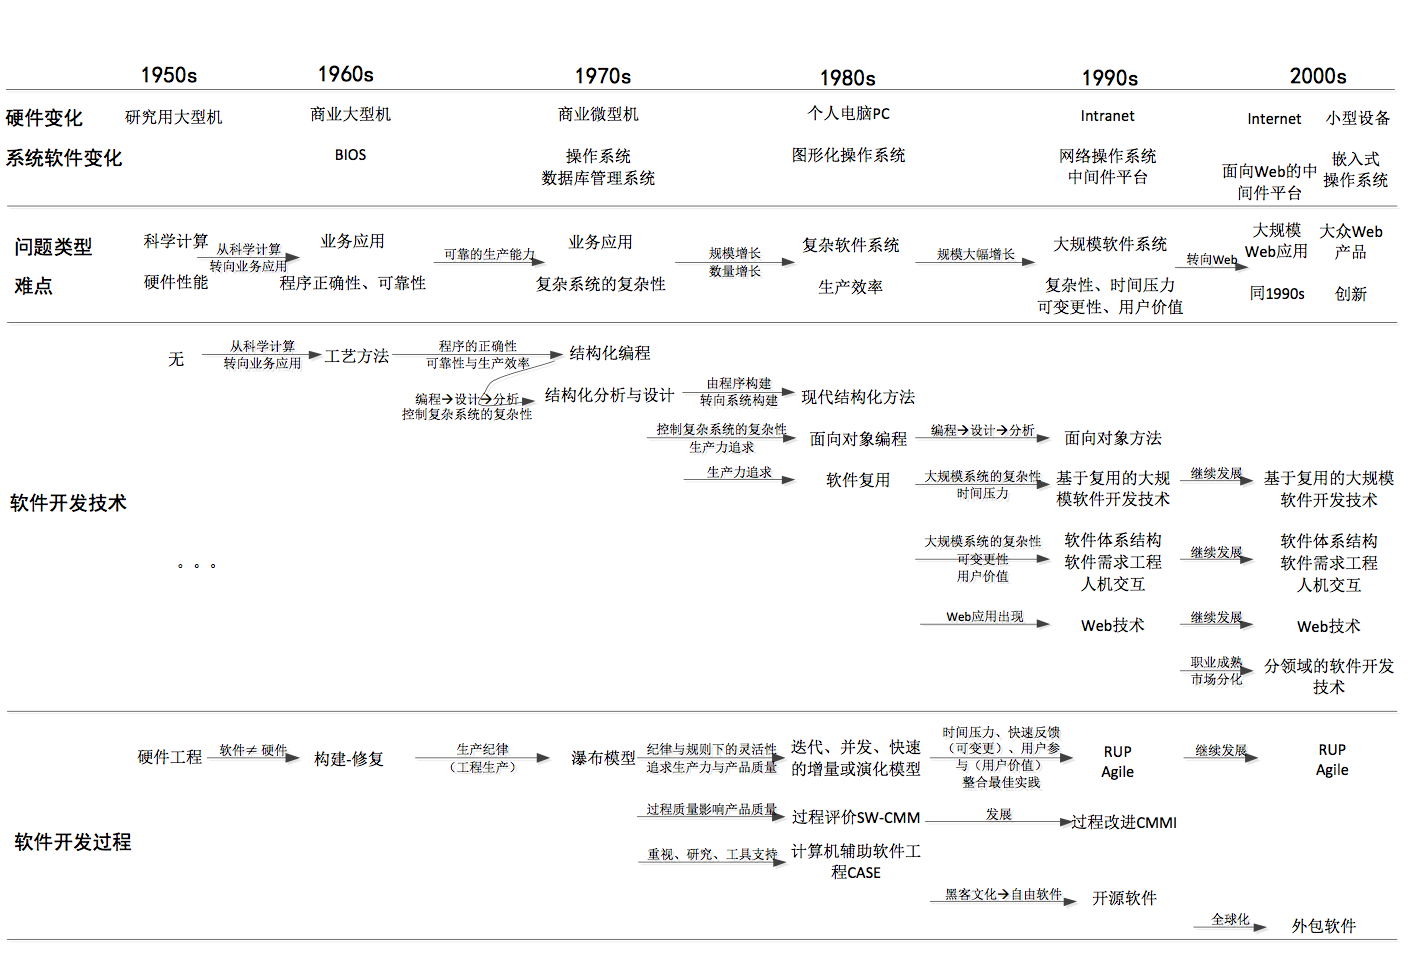 1950s
1960s
1970s
1980s
1990s
2000s
硬件变化
研究用大型机
商业大型机
商业微型机
个人电脑PC
Intranet
Internet
小型设备
系统软件变化
BIOS
操作系统
数据库管理系统
图形化操作系统
网络操作系统
中间件平台
面向Web的中
间件平台
嵌入式
操作系统
问题类型
难点
科学计算
硬件性能
从科学计算
转向业务应用
业务应用
程序正确性、可靠性
可靠的生产能力
业务应用
复杂系统的复杂性
规模增长
数量增长
复杂软件系统
生产效率
规模大幅增长
大规模软件系统
复杂性、时间压力
可变更性、用户价值
转向Web
大规模
Web应用
同1990s
大众Web
产品
创新
软件开发技术
无
从科学计算
转向业务应用
工艺方法
程序的正确性
可靠性与生产效率
结构化编程
编程→设计→分析
控制复杂系统的复杂性
结构化分析与设计
由程序构建
转向系统构建
现代结构化方法
控制复杂系统的复杂性
生产力追求
面向对象编程
编程→设计→分析
面向对象方法
生产力追求
软件复用
大规模系统的复杂性
时间压力
基于复用的大规
模软件开发技术
继续发展
基于复用的大规模
软件开发技术
。。。
大规模系统的复杂性
可变更性
用户价值
软件体系结构
软件需求工程
人机交互
继续发展
软件体系结构
软件需求工程
人机交互
Web应用出现
Web技术
继续发展
Web技术
职业成熟
市场分化
分领域的软件开发
技术
软件开发过程
硬件工程
软件≠ 硬件
构建-修复
生产纪律
（工程生产）
瀑布模型
纪律与规则下的灵活性
追求生产力与产品质量
迭代、并发、快速
的增量或演化模型
时间压力、快速反馈
（可变更）、用户参
与（用户价值）
整合最佳实践
RUP
Agile
继续发展
RUP
Agile
过程质量影响产品质量
过程评价SW-CMM
发展
过程改进CMMI
重视、研究、工具支持
计算机辅助软件工
程CASE
黑客文化→自由软件
开源软件
全球化
外包软件